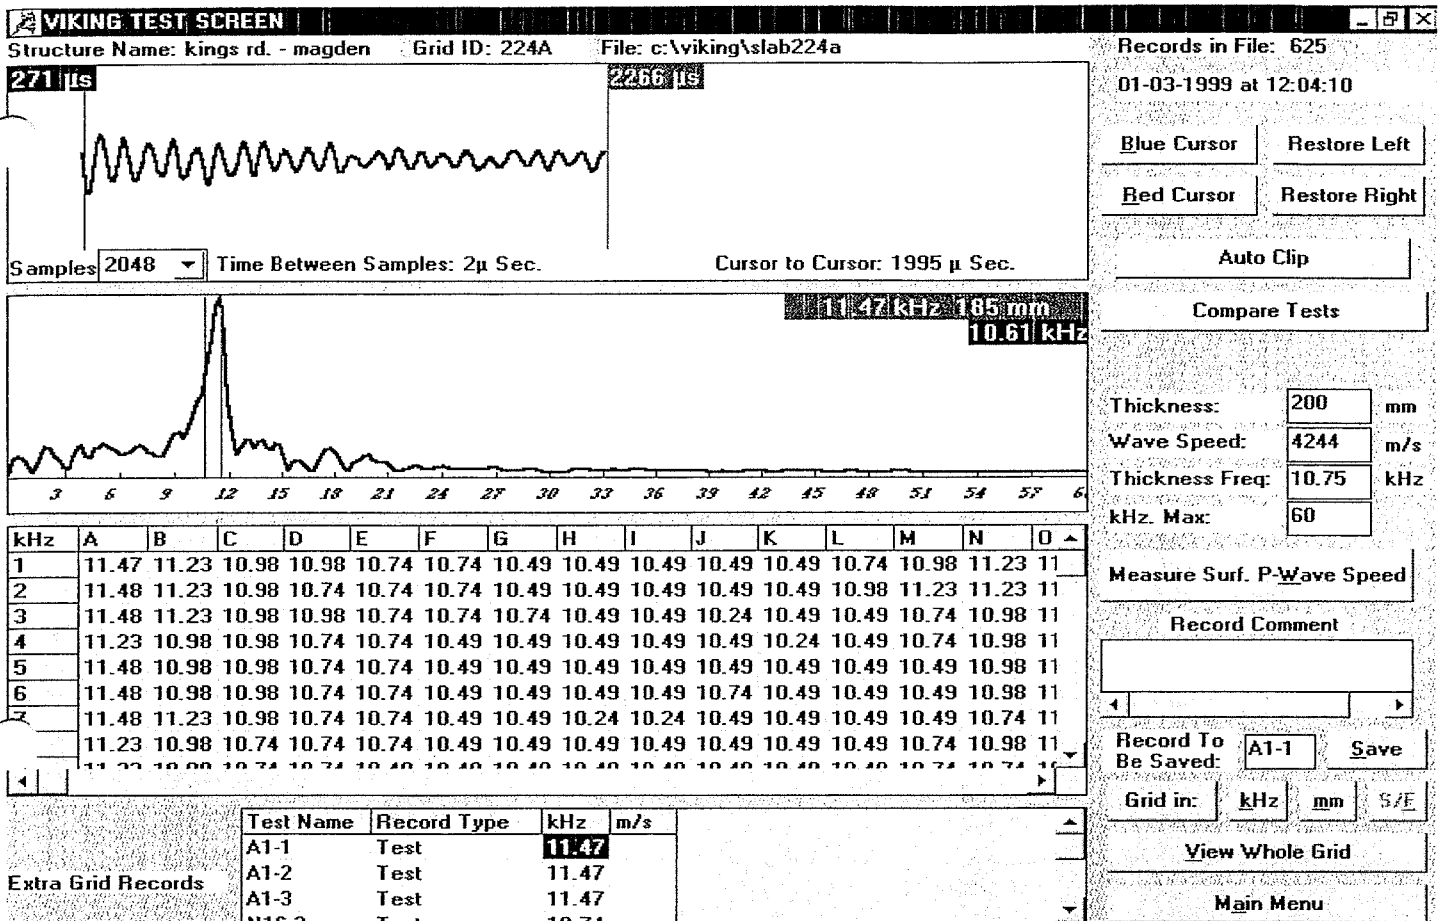 VIKING TEST SCREEN
Structure Name: kings rd. - magden Grid ID: 224A File: c:\viking\slab224a
271 µs 2266 µs
Samples 2048 Time Between Samples: 2µ Sec. Cursor to Cursor: 1995 µ Sec.
11.47 kHz 185 mm
10.61 kHz
3 6 9 12 15 18 21 24 27 30 33 36 39 42 45 48 51 54 57 6
kHz A B C D E F G H I J K L M N O
1 11.47 11.23 10.98 10.98 10.74 10.74 10.49 10.49 10.49 10.49 10.49 10.74 10.98 11.23 11
2 11.48 11.23 10.98 10.74 10.74 10.49 10.49 10.49 10.49 10.49 10.49 10.98 11.23 11.23 11
3 11.48 11.23 10.98 10.98 10.74 10.74 10.74 10.49 10.49 10.24 10.49 10.49 10.74 10.98 11
4 11.23 10.98 10.98 10.74 10.74 10.49 10.49 10.49 10.49 10.49 10.24 10.49 10.74 10.98 11
5 11.48 10.98 10.98 10.74 10.74 10.49 10.49 10.49 10.49 10.49 10.49 10.49 10.49 10.98 11
6 11.48 10.98 10.98 10.74 10.74 10.49 10.49 10.49 10.49 10.74 10.49 10.49 10.49 10.98 11
7 11.48 11.23 10.98 10.74 10.74 10.49 10.49 10.24 10.24 10.49 10.49 10.49 10.49 10.74 11
11.23 10.98 10.74 10.74 10.74 10.49 10.49 10.49 10.49 10.49 10.49 10.49 10.74 10.98 11
Extra Grid Records
Test Name Record Type kHz m/s
A1-1 Test 11.47
A1-2 Test 11.47
A1-3 Test 11.47
Records in File: 625
01-03-1999 at 12:04:10
Blue Cursor Restore Left
Red Cursor Restore Right
Auto Clip
Compare Tests
Thickness: 200 mm
Wave Speed: 4244 m/s
Thickness Freq: 10.75 kHz
kHz. Max: 60
Measure Surf. P-Wave Speed
Record Comment
Record To
Be Saved: A1-1 Save
Grid in: kHz mm S/E
View Whole Grid
Main Menu